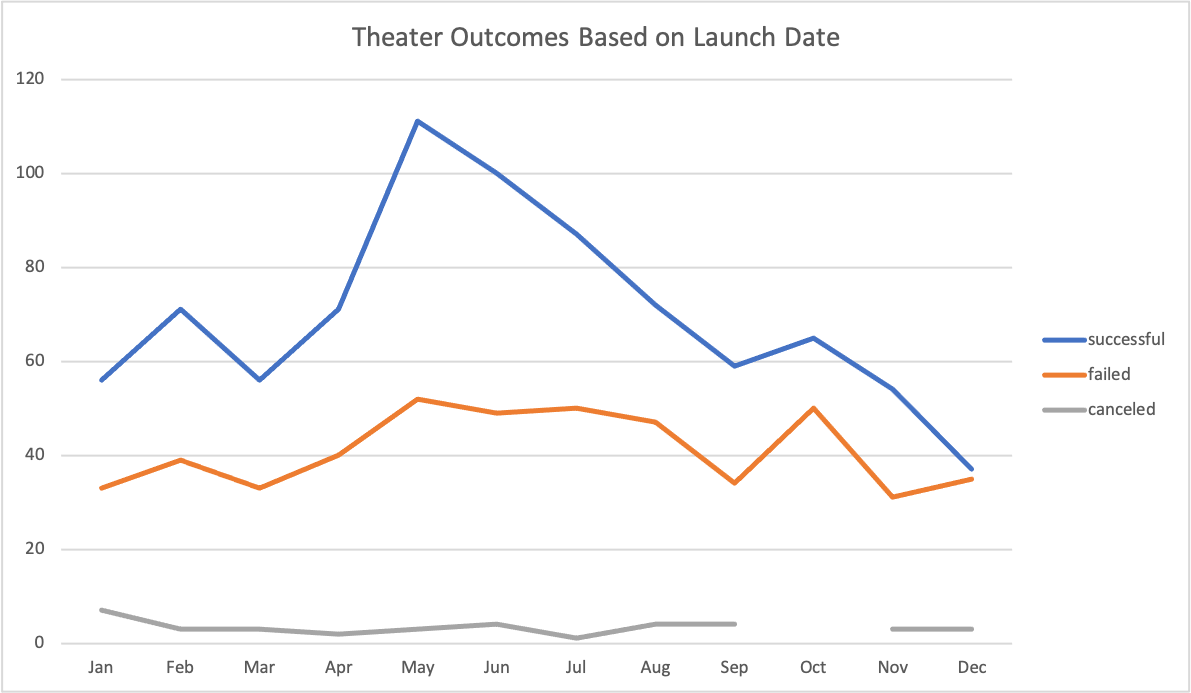 Theater Outcomes Based on Launch Date
120
100
80
60
40
20
0
Jan Feb Mar Apr May Jun Jul Aug Sep Oct Nov Dec
successful
failed
canceled